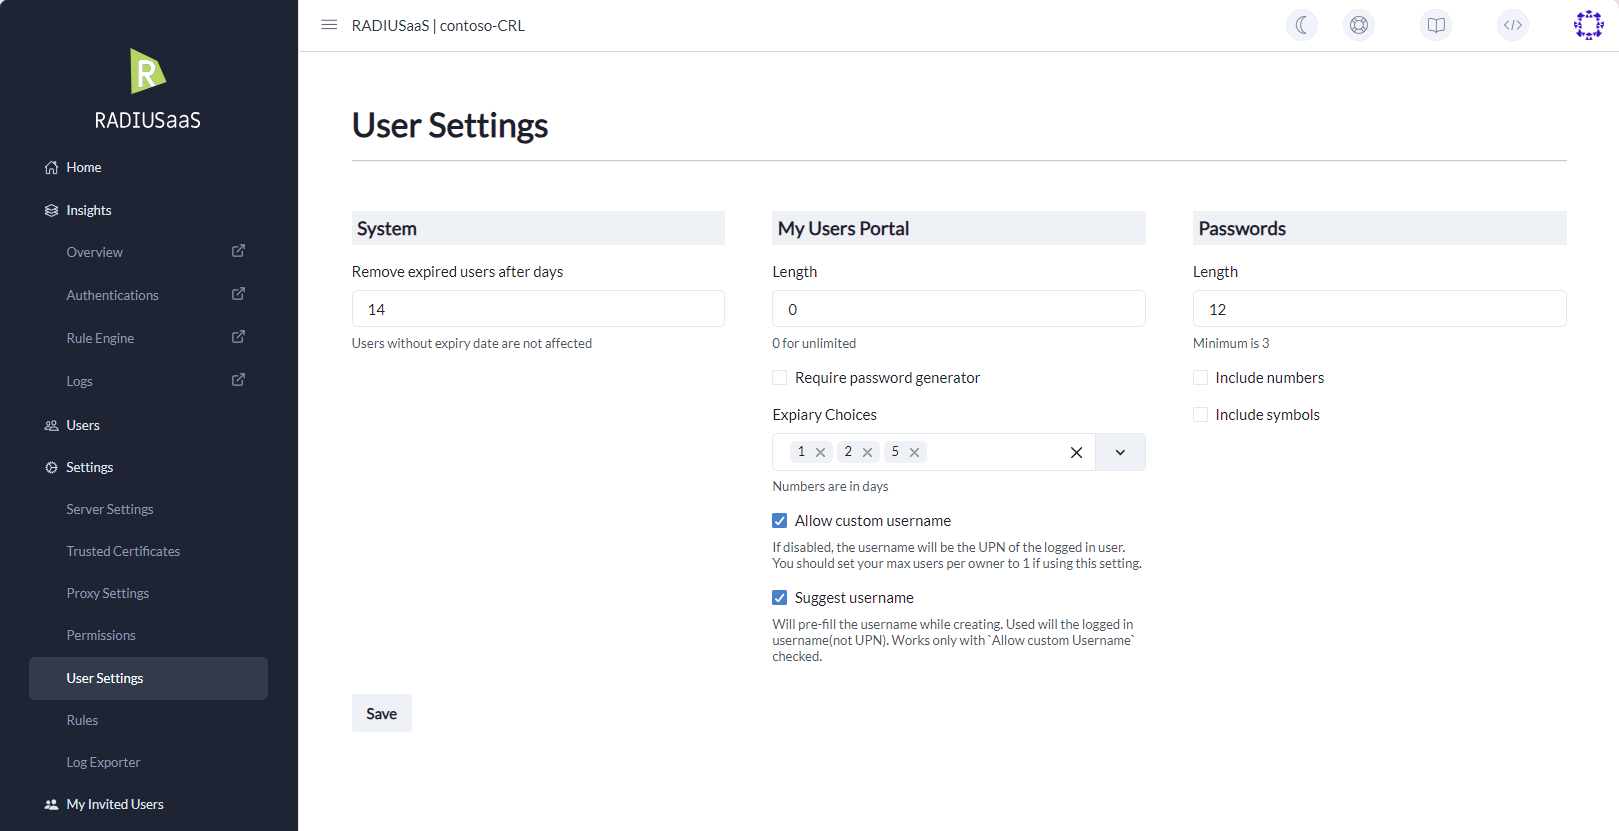 RADIUSaaS | contoso-CRL
R
RADIUSaaS
Home
Insights
Overview
Authentications
Rule Engine
Logs
Users
Settings
Server Settings
Trusted Certificates
Proxy Settings
Permissions
User Settings
Rules
Log Exporter
My Invited Users
User Settings
System
Remove expired users after days
14
Users without expiry date are not affected
My Users Portal
Length
0
0 for unlimited
Require password generator
Expiary Choices
1 2 5
Numbers are in days
Allow custom username
If disabled, the username will be the UPN of the logged in user.
You should set your max users per owner to 1 if using this setting.
Suggest username
Will pre-fill the username while creating. Used will the logged in
username(not UPN). Works only with `Allow custom Username`
checked.
Passwords
Length
12
Minimum is 3
Include numbers
Include symbols
Save